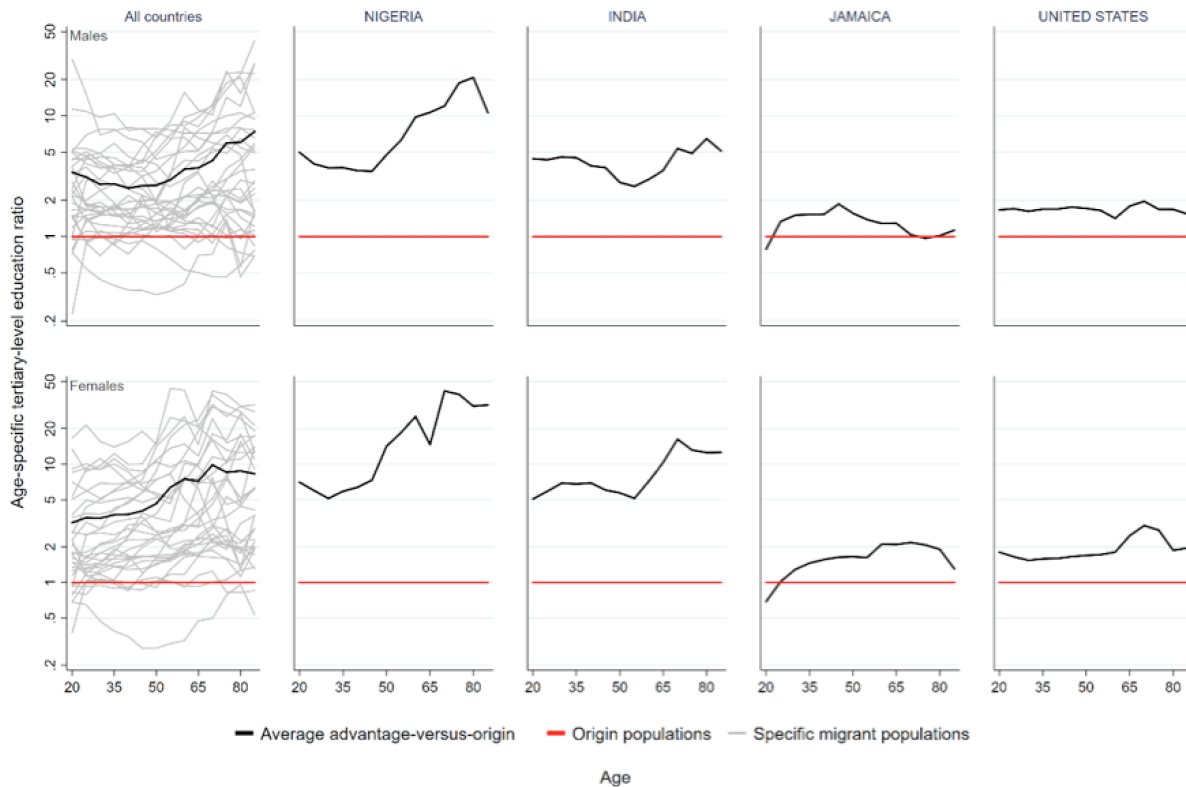 All countries NIGERIA INDIA JAMAICA UNITED STATES
Age-specific tertiary-level education ratio
Males
50
20
10
5
2
1
.5
.2
Females
50
20
10
5
2
1
.5
.2
20 35 50 65 80 20 35 50 65 80 20 35 50 65 80 20 35 50 65 80 20 35 50 65 80
Average advantage-versus-origin Origin populations Specific migrant populations
Age